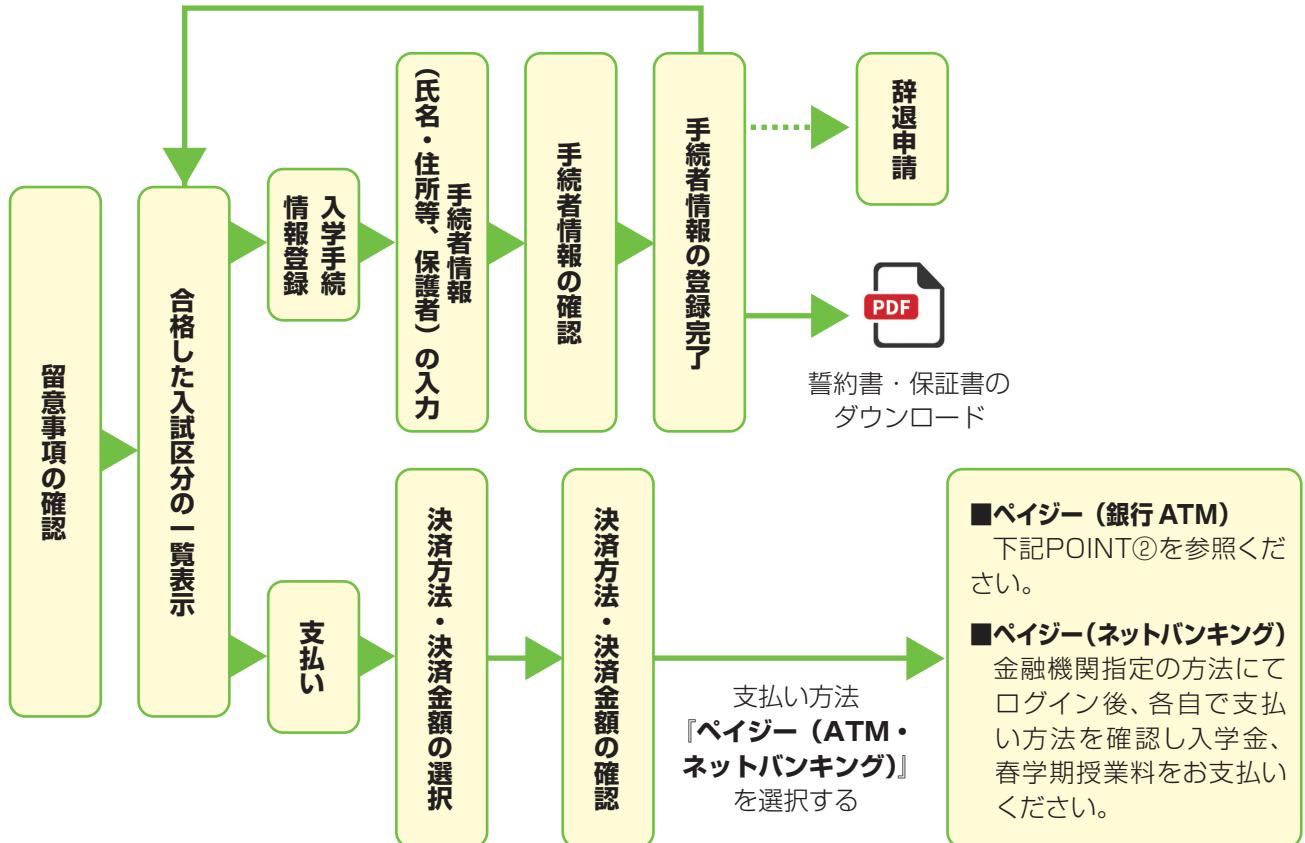 留意事項の確認
合格した入試区分の一覧表示
入学手続
情報登録
手続者情報
（氏名・住所等、保護者）の入力
手続者情報の確認
手続者情報の登録完了
辞退申請
PDF
誓約書・保証書の
ダウンロード
支払い
決済方法・決済金額の選択
決済方法・決済金額の確認
支払い方法
『ペイジー（ATM・
ネットバンキング）』
を選択する
■ペイジー（銀行 ATM）
下記POINT②を参照くだ
さい。
■ペイジー（ネットバンキング）
金融機関指定の方法にて
ログイン後、各自で支払
い方法を確認し入学金、
春学期授業料をお支払い
ください。